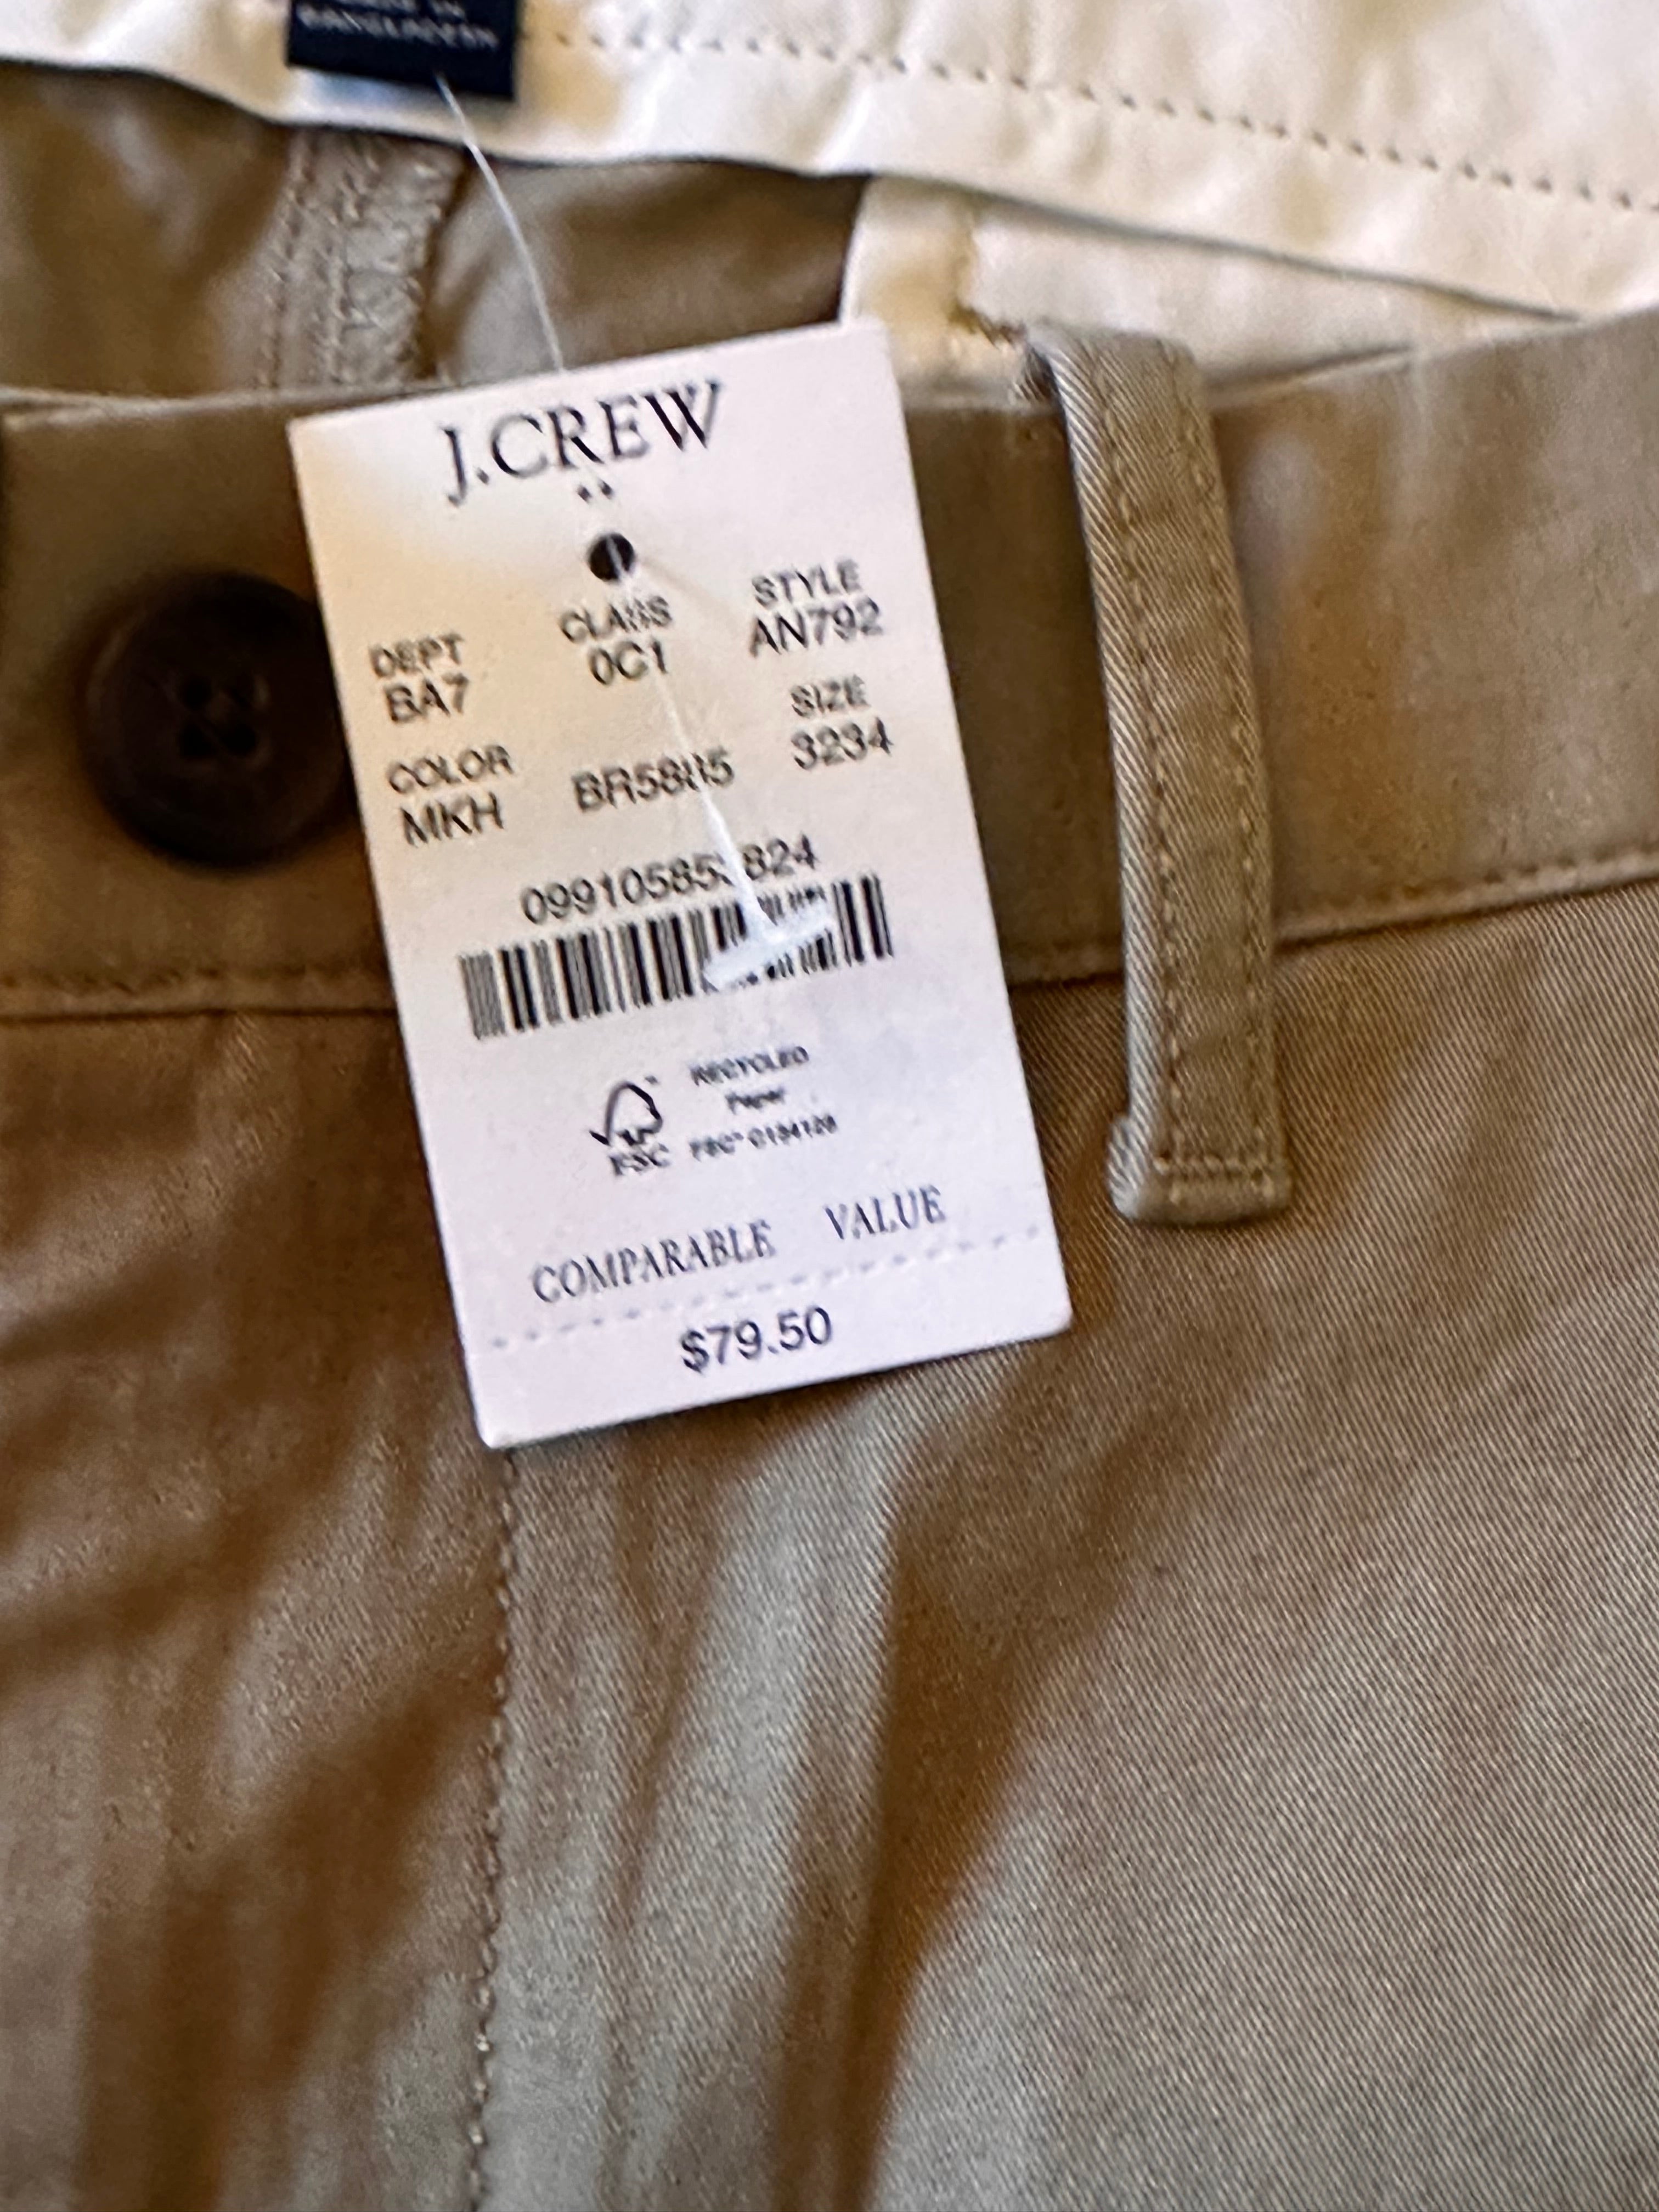 BANGLADESH
J.CREW
DEPT CLASS STYLE
BA7 0C1 AN792
COLOR SIZE
MKH BR5885 3234
RECYCLED
Paper
FSC
COMPARABLE VALUE
$79.50